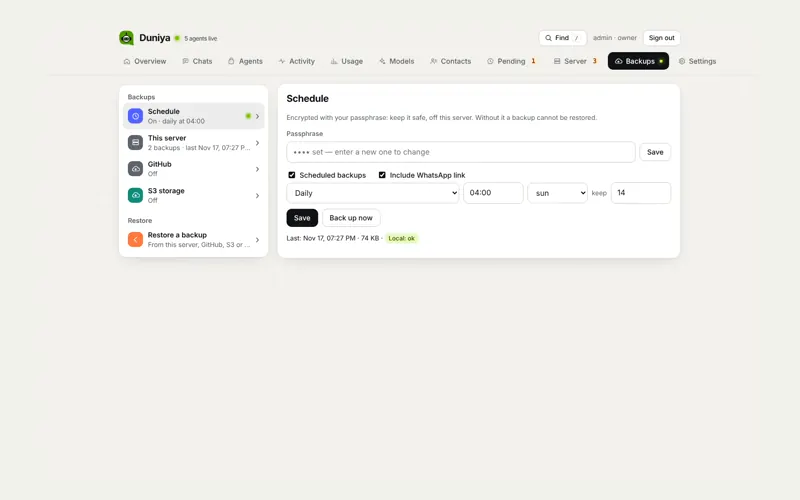 Duniya 5 agents live
Find / admin · owner Sign out
Overview Chats Agents Activity Usage Models Contacts Pending 1 Server 3 Backups Settings
Backups
Schedule
On · daily at 04:00
This server
2 backups · last Nov 17, 07:27 P...
GitHub
Off
S3 storage
Off
Restore
Restore a backup
From this server, GitHub, S3 or ...
Schedule
Encrypted with your passphrase: keep it safe, off this server. Without it a backup cannot be restored.
Passphrase
•••• set — enter a new one to change Save
Scheduled backups Include WhatsApp link
Daily 04:00 sun keep 14
Save Back up now
Last: Nov 17, 07:27 PM · 74 KB · Local: ok